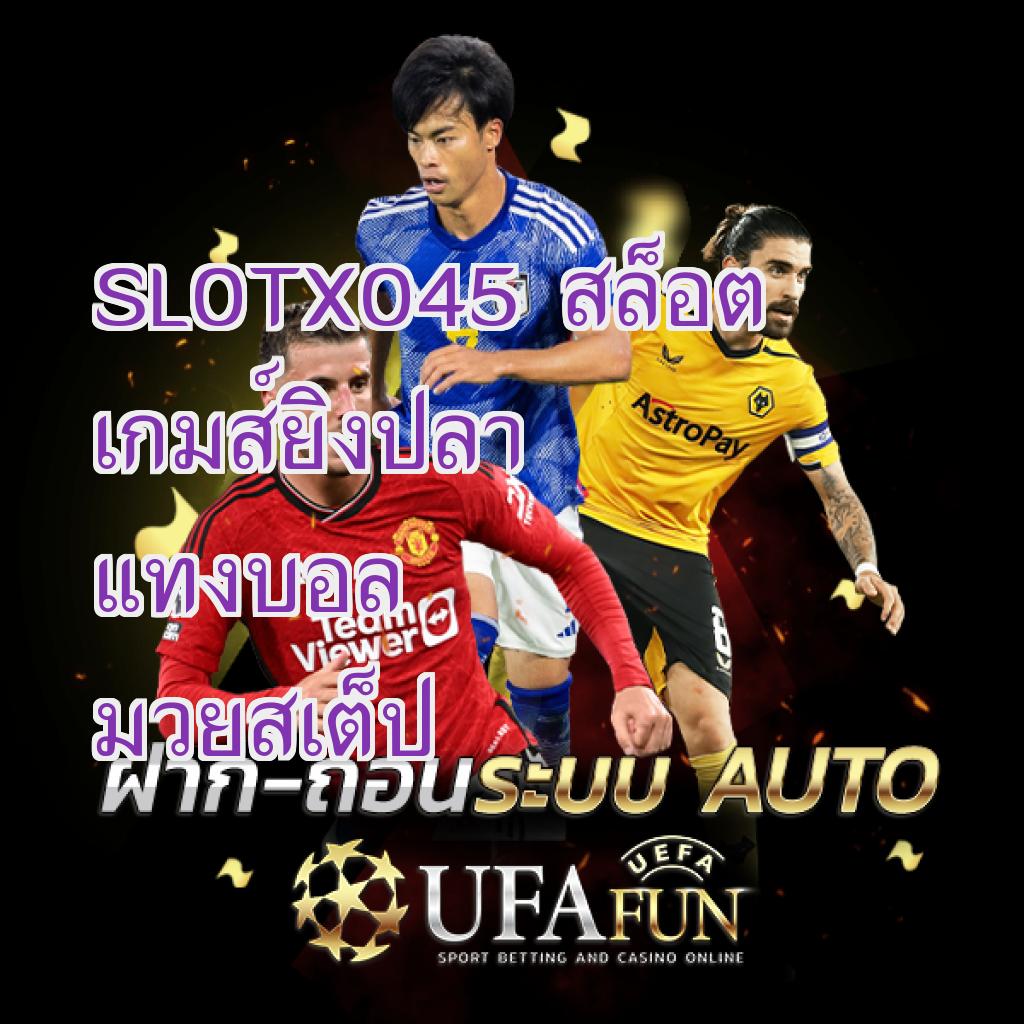 SLOTXO45 สล็อต
เกมส์ยิงปลา
AstroPay
แทงบอล
Team
Viewer
8
มวยสเต็ป
ฝาก-ถอนระบบ AUTO
UEFA
UFAFUN
SPORT BETTING AND CASINO ONLINE